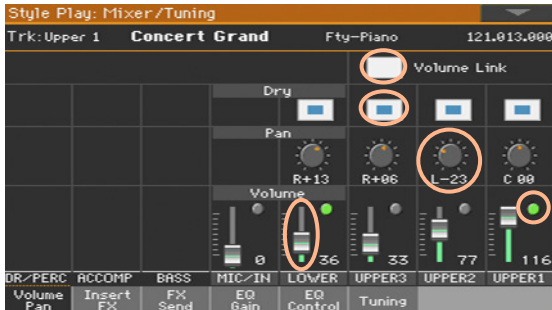 Style Play: Mixer/Tuning
Trk: Upper 1 Concert Grand Fty-Piano 121.013.000
Volume Link
Dry
Pan
R+13 R+06 L-23 C 00
Volume
0 36 33 77 116
DR/PERC ACCOMP BASS MIC/IN LOWER UPPER3 UPPER2 UPPER1
Volume Insert FX EQ EQ Tuning
Pan FX Send Gain Control